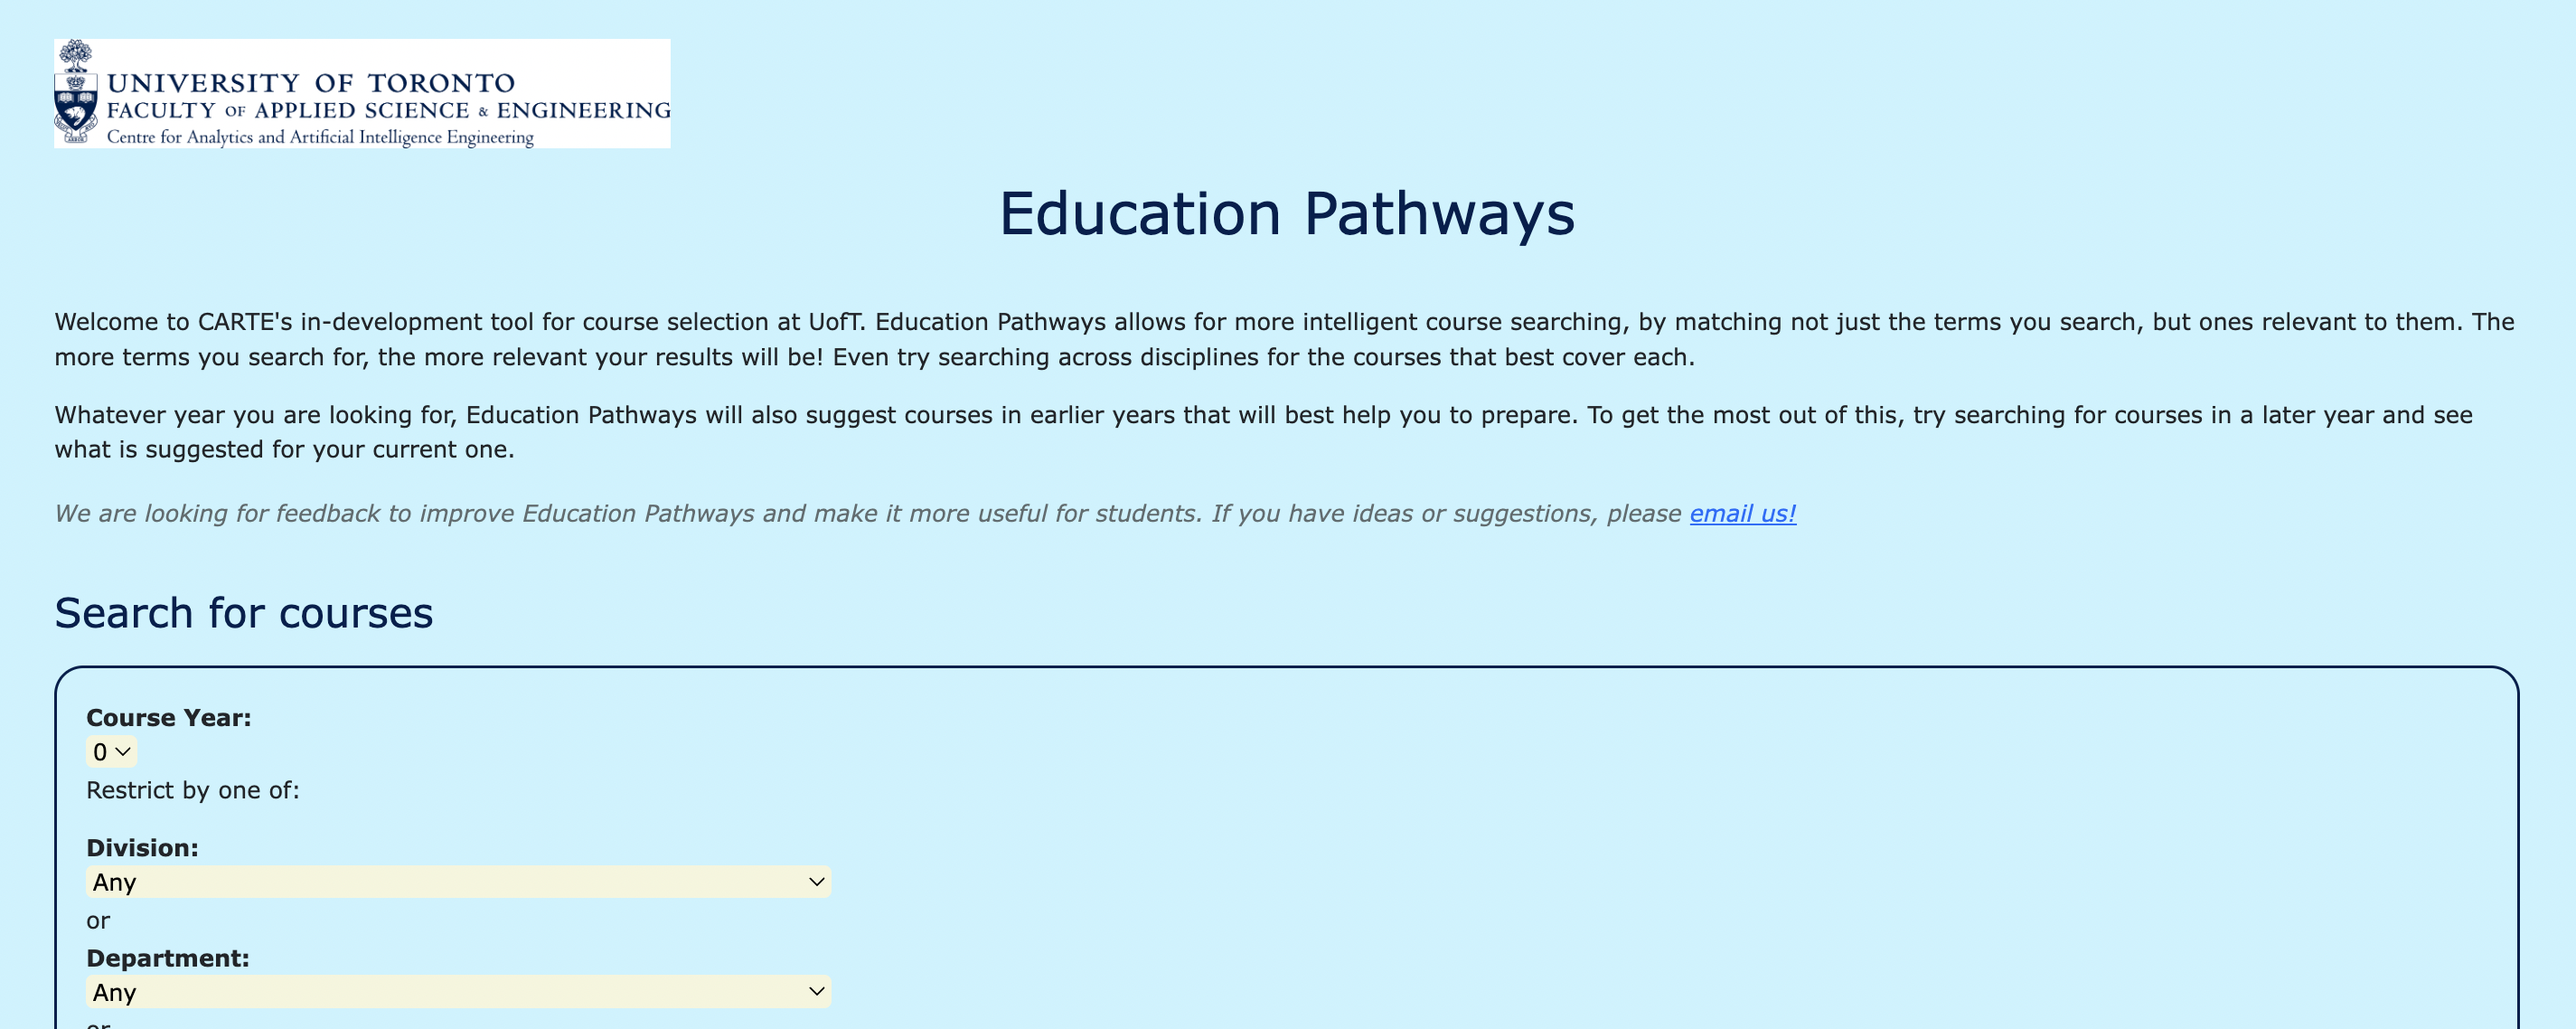 UNIVERSITY OF TORONTO
FACULTY OF APPLIED SCIENCE & ENGINEERING
Centre for Analytics and Artificial Intelligence Engineering
Education Pathways
Welcome to CARTE's in-development tool for course selection at UofT. Education Pathways allows for more intelligent course searching, by matching not just the terms you search, but ones relevant to them. The
more terms you search for, the more relevant your results will be! Even try searching across disciplines for the courses that best cover each.
Whatever year you are looking for, Education Pathways will also suggest courses in earlier years that will best help you to prepare. To get the most out of this, try searching for courses in a later year and see
what is suggested for your current one.
We are looking for feedback to improve Education Pathways and make it more useful for students. If you have ideas or suggestions, please email us!
Search for courses
Course Year:
0
Restrict by one of:
Division:
Any
or
Department:
Any
or